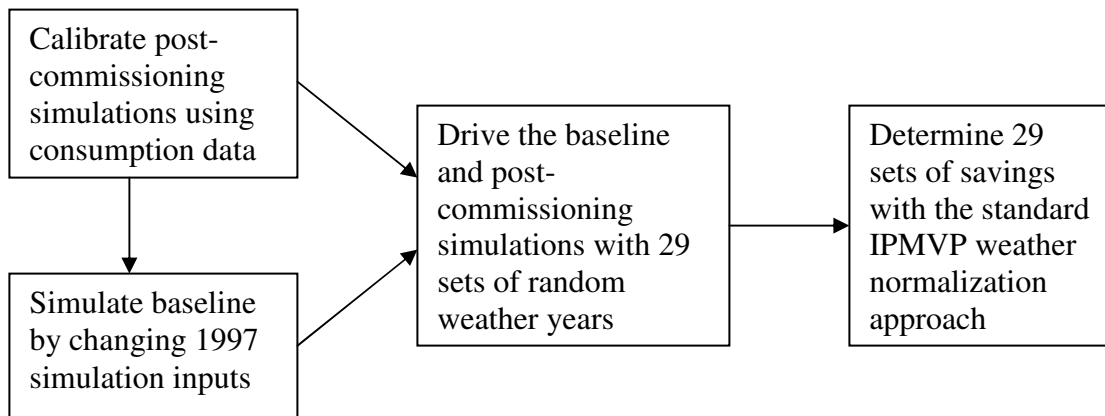 Calibrate post-
commissioning
simulations using
consumption data
Simulate baseline
by changing 1997
simulation inputs
Drive the baseline
and post-
commissioning
simulations with 29
sets of random
weather years
Determine 29
sets of savings
with the standard
IPMVP weather
normalization
approach